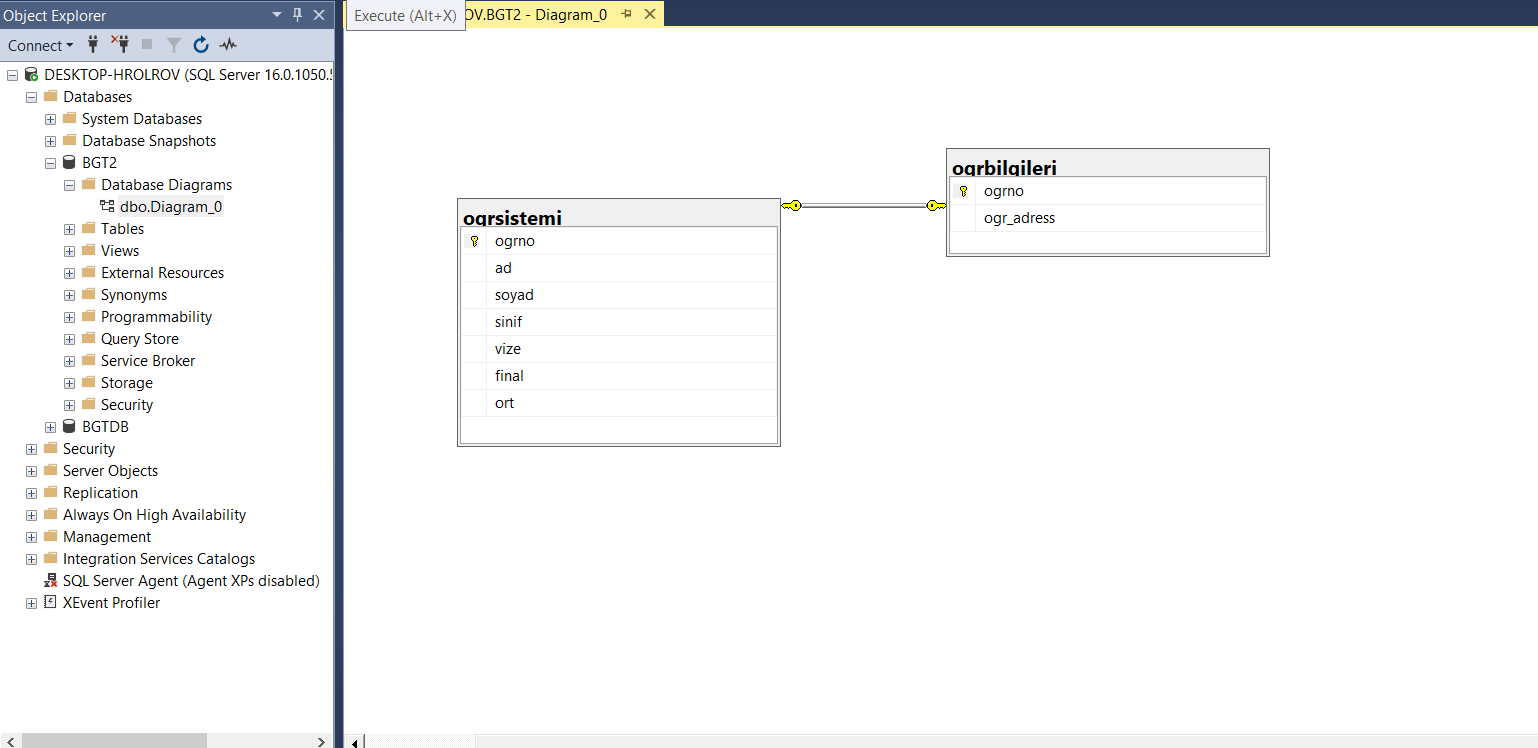 Object Explorer
Connect
DESKTOP-HROLROV (SQL Server 16.0.1050.5
Databases
System Databases
Database Snapshots
BGT2
Database Diagrams
dbo.Diagram_0
Tables
Views
External Resources
Synonyms
Programmability
Query Store
Service Broker
Storage
Security
BGTDB
Security
Server Objects
Replication
Always On High Availability
Management
Integration Services Catalogs
SQL Server Agent (Agent XPs disabled)
XEvent Profiler
Execute (Alt+X)
OV.BGT2 - Diagram_0
ogrsistemi
ogrno
ad
soyad
sinif
vize
final
ort
ogrbilgileri
ogrno
ogr_adress